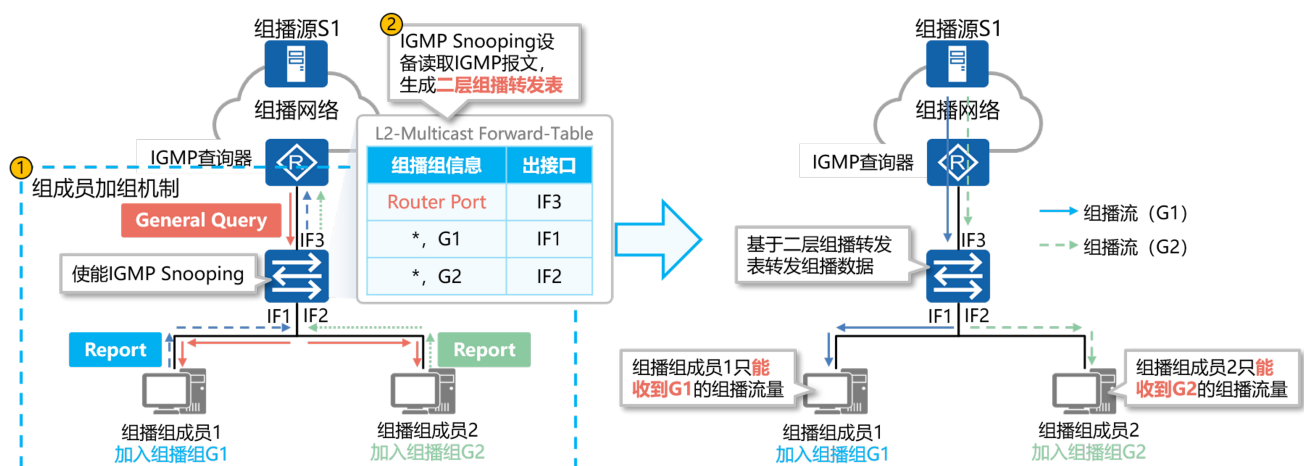 组播源S1
2
IGMP Snooping设
备读取IGMP报文，
生成二层组播转发表
组播网络
IGMP查询器
R
1
组成员加组机制
General Query
IF3
使能IGMP Snooping
IF1
IF2
Report
Report
组播组成员1
加入组播组G1
组播组成员2
加入组播组G2
L2-Multicast Forward-Table
组播组信息 出接口
Router Port IF3
*，G1 IF1
*，G2 IF2
组播源S1
组播网络
IGMP查询器
R
IF3
基于二层组播转发
表转发组播数据
IF1
IF2
组播流（G1）
组播流（G2）
组播组成员1只能
收到G1的组播流量
组播组成员2只能
收到G2的组播流量
组播组成员1
加入组播组G1
组播组成员2
加入组播组G2